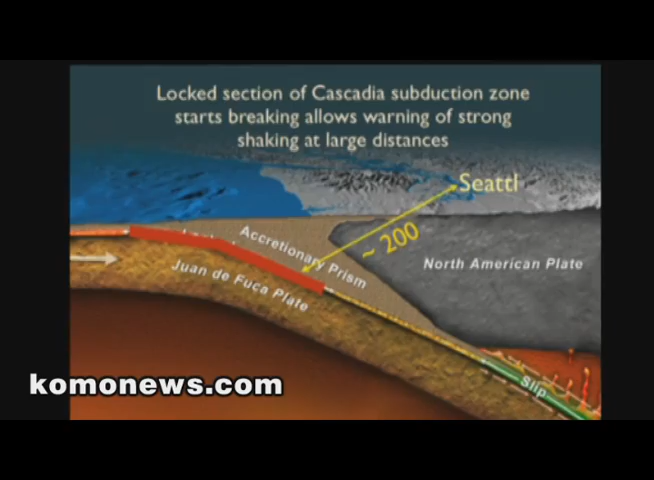 Locked section of Cascadia subduction zone
starts breaking allows warning of strong
shaking at large distances
Seattl
~ 200
Accretionary Prism
North American Plate
Juan de Fuca Plate
Slip
komonews.com